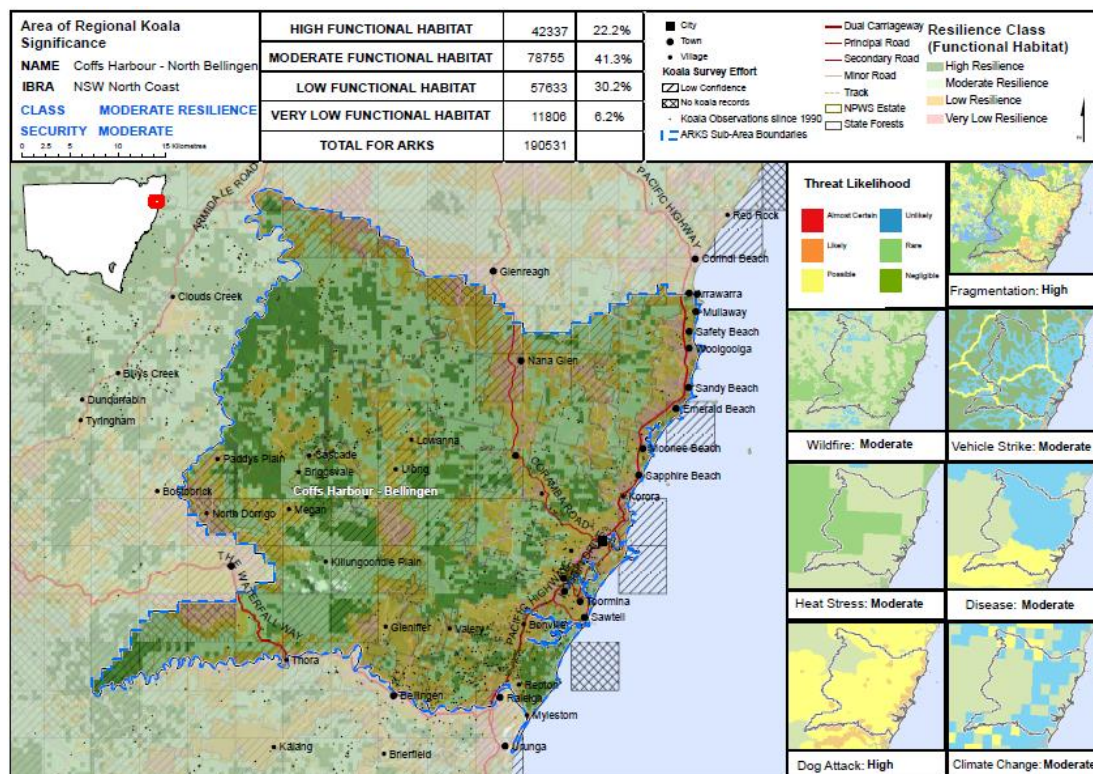 Area of Regional Koala
Significance
NAME Coffs Harbour - North Bellingen
IBRA NSW North Coast
CLASS MODERATE RESILIENCE
SECURITY MODERATE
0 2.5 5 10 15 Kilometres
HIGH FUNCTIONAL HABITAT 42337 22.2%
MODERATE FUNCTIONAL HABITAT 78755 41.3%
LOW FUNCTIONAL HABITAT 57633 30.2%
VERY LOW FUNCTIONAL HABITAT 11806 6.2%
TOTAL FOR ARKS 190531
City
Town
Village
Koala Survey Effort
Low Confidence
No koala records
Koala Observations slince 1990
ARKS Sub-Area Boundaries
Dual Carriageway
Principal Road
Secondary Road
Minor Road
Track
NPWS Estate
State Forests
Resilience Class
(Functional Habitat)
High Resilience
Moderate Resilience
Low Resilience
Very Low Resilience
ARMIDALE ROAD
PACIFIC HIGHWAY
Red Rock
Glenreagh
Corindi Beach
Clouds Creek
Arrawarra
Mullaway
Safety Beach
Woolgoolga
Nana Glen
Billys Creek
Sandy Beach
Dundurrabin
Emerald Beach
Tyringham
Lowanna
Moonee Beach
Cascade
Paddys Plain
Briggsvale
Ulong
Sapphire Beach
CORAMBA ROAD
Bostobrick
Coffs Harbour - Bellingen
Korora
North Dorrigo
Megan
Killungoondie Plain
THE WATERFALL WAY
PACIFIC HIGHWAY
Toormina
Sawtell
Gleniffer
Valery
Bonville
Thora
Repton
Bellingen
Raleigh
Mylestom
Kalang
Brierfield
Urunga
Threat Likelihood
Almost Certain
Unlikely
Likely
Rare
Possible
Negligible
Fragmentation: High
Wildfire: Moderate
Vehicle Strike: Moderate
Heat Stress: Moderate
Disease: Moderate
Dog Attack: High
Climate Change: Moderate